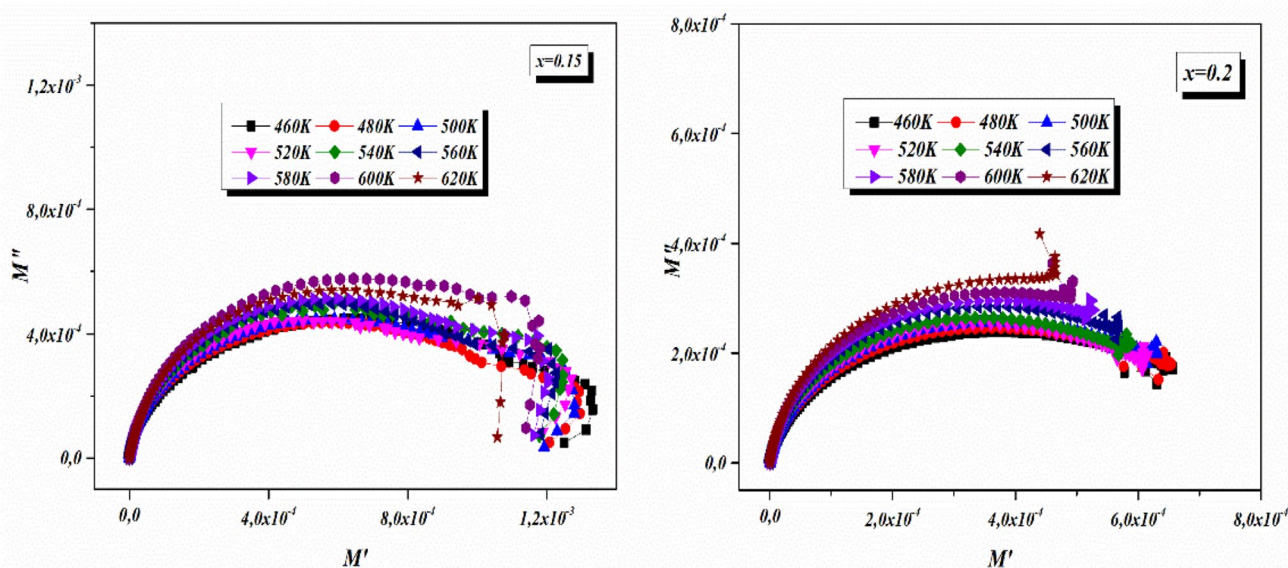 x=0.15
1,2x10⁻³
460K 480K 500K
520K 540K 560K
580K 600K 620K
8,0x10⁻⁴
M"
4,0x10⁻⁴
0,0
0,0 4,0x10⁻⁴ 8,0x10⁻⁴ 1,2x10⁻³
M'
8,0x10⁻⁴
x=0.2
460K 480K 500K
520K 540K 560K
580K 600K 620K
6,0x10⁻⁴
M"
4,0x10⁻⁴
2,0x10⁻⁴
0,0
0,0 2,0x10⁻⁴ 4,0x10⁻⁴ 6,0x10⁻⁴ 8,0x10⁻⁴
M'